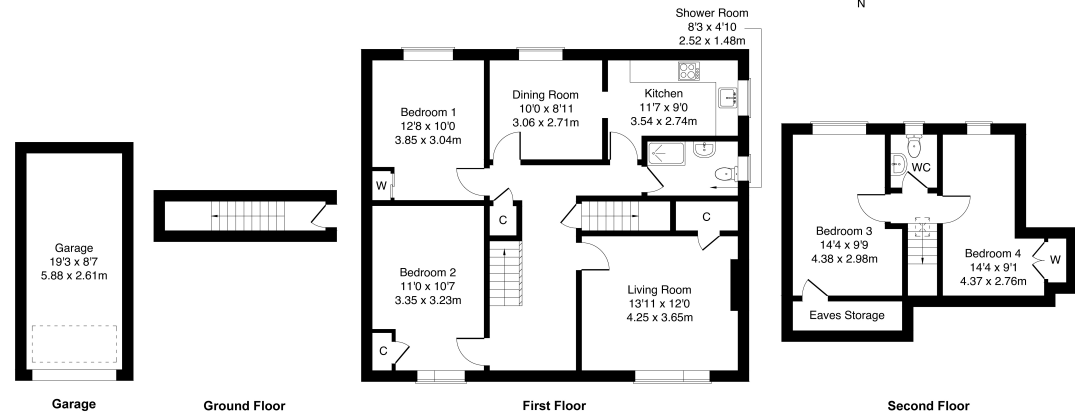 N
Shower Room
8'3 x 4'10
2.52 x 1.48m
Bedroom 1
12'8 x 10'0
3.85 x 3.04m
Dining Room
10'0 x 8'11
3.06 x 2.71m
Kitchen
11'7 x 9'0
3.54 x 2.74m
W
C
C
Bedroom 2
11'0 x 10'7
3.35 x 3.23m
C
Living Room
13'11 x 12'0
4.25 x 3.65m
Garage
19'3 x 8'7
5.88 x 2.61m
WC
Bedroom 3
14'4 x 9'9
4.38 x 2.98m
Bedroom 4
14'4 x 9'1
4.37 x 2.76m
W
Eaves Storage
Garage
Ground Floor
First Floor
Second Floor